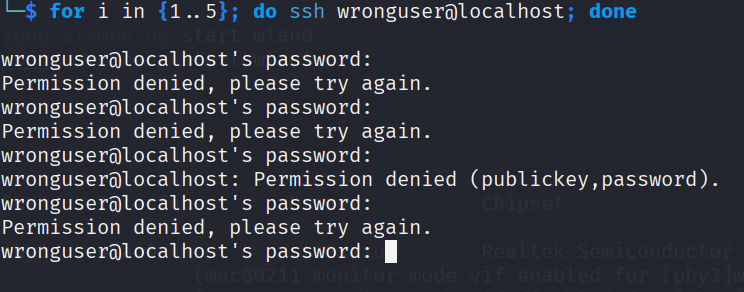 └─$ for i in {1..5}; do ssh wronguser@localhost; done
sudo airmon-ng start wlan0
wronguser@localhost's password:
Permission denied, please try again.
wronguser@localhost's password:
Permission denied, please try again.
wronguser@localhost's password:
wronguser@localhost: Permission denied (publickey,password).
wronguser@localhost's password:
Chipset
Permission denied, please try again.
wronguser@localhost's password:
Realtek Semiconductor
(mac80211 monitor mode vif enabled for [phy3]w